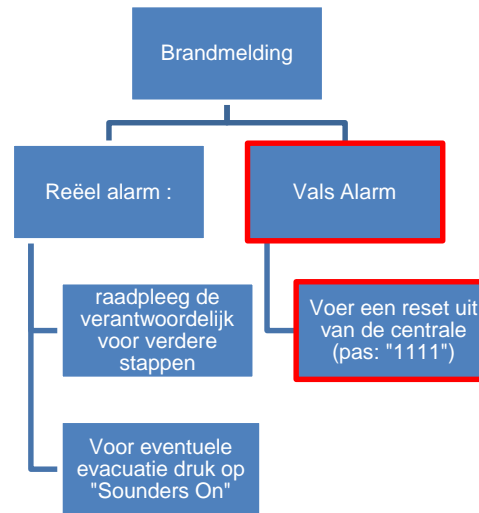 Brandmelding
Reëel alarm :
Vals Alarm
raadpleeg de
verantwoordelijk
voor verdere
stappen
Voer een reset uit
van de centrale
(pas: "1111")
Voor eventuele
evacuatie druk op
"Sounders On"